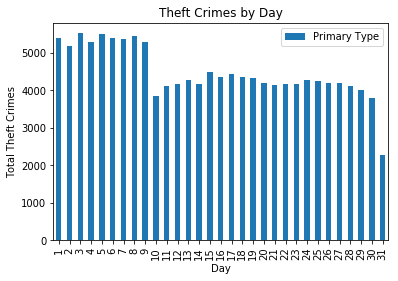 Theft Crimes by Day
Primary Type
Total Theft Crimes
5000
4000
3000
2000
1000
0
1 2 3 4 5 6 7 8 9 10 11 12 13 14 15 16 17 18 19 20 21 22 23 24 25 26 27 28 29 30 31
Day